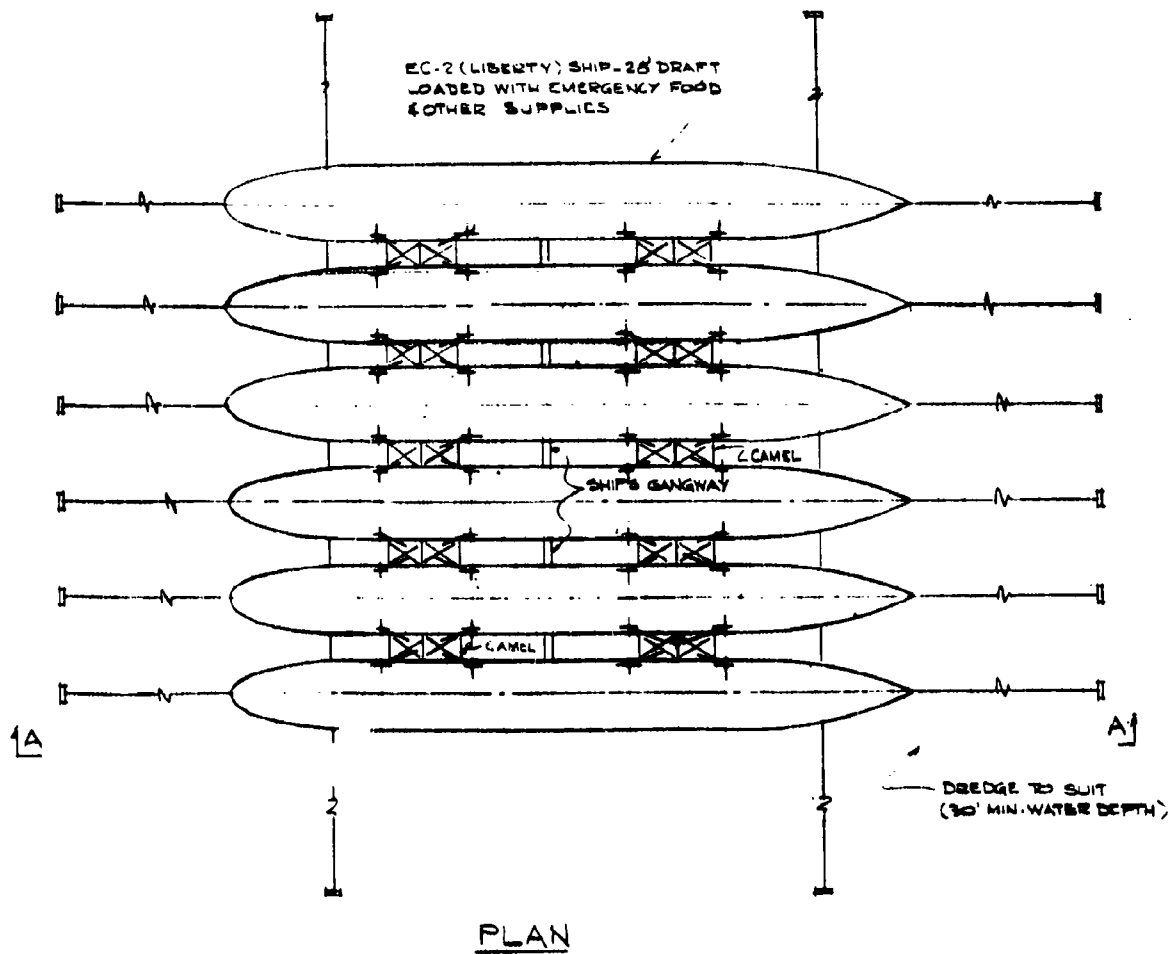 EC-2 (LIBERTY) SHIP-28' DRAFT
LOADED WITH EMERGENCY FOOD
& OTHER SUPPLIES
CAMEL
SHIP'S GANGWAY
CAMEL
A
A
DREDGE TO SUIT
(30' MIN. WATER DEPTH)
PLAN